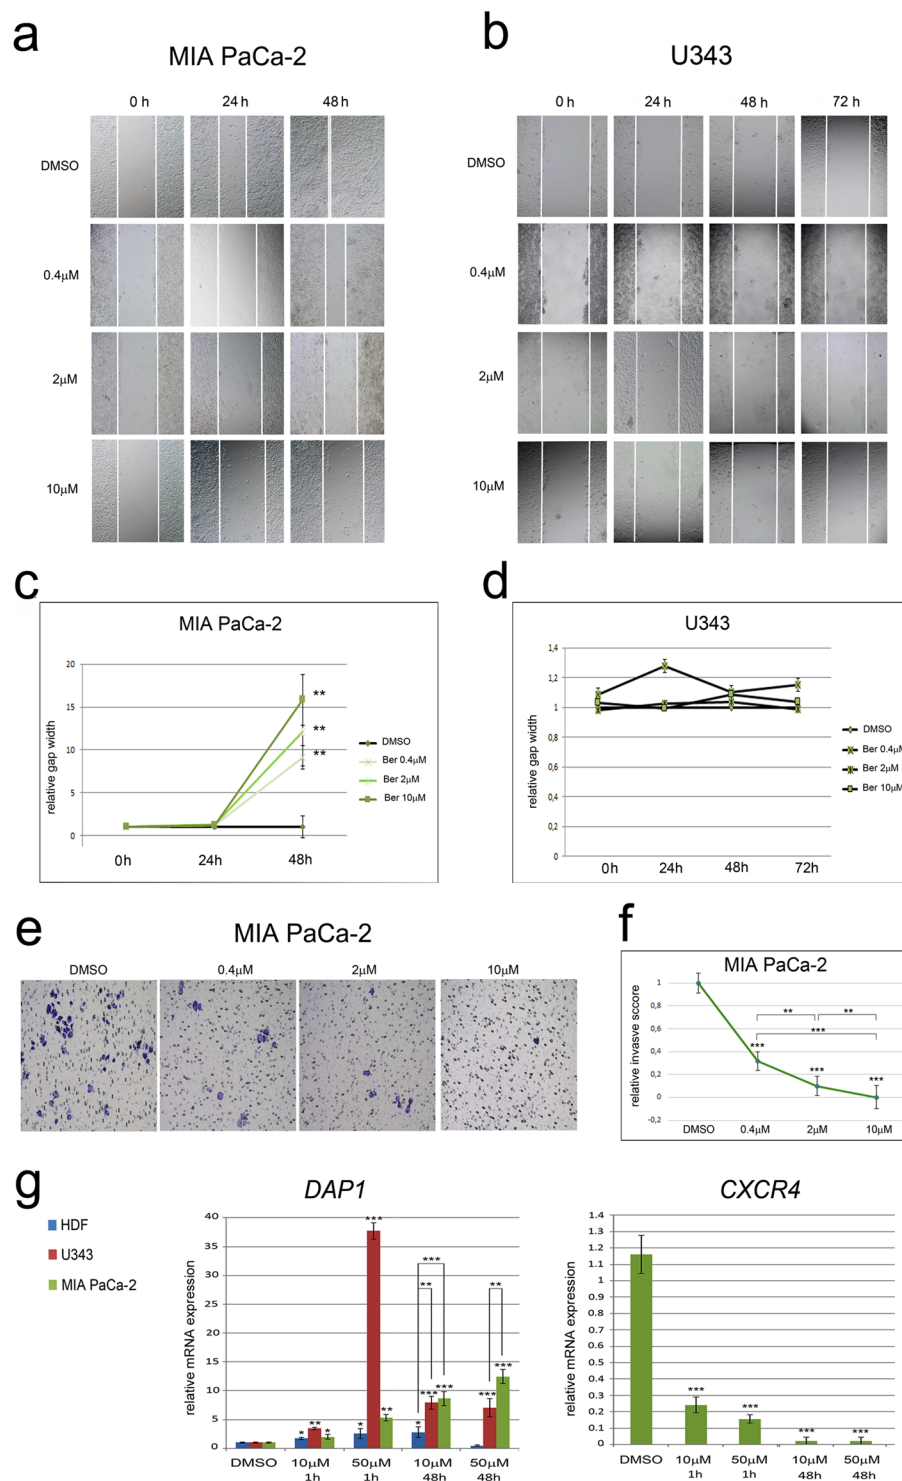 a
MIA PaCa-2
0 h 24 h 48 h
DMSO
0.4μM
2μM
10μM
b
U343
0 h 24 h 48 h 72 h
DMSO
0.4μM
2μM
10μM
c
MIA PaCa-2
relative gap width
20
15
10
5
0
**
**
**
0h 24h 48h
DMSO
Ber 0.4μM
Ber 2μM
Ber 10μM
d
U343
relative gap width
1,4
1,2
1
0,8
0,6
0,4
0,2
0
0h 24h 48h 72h
DMSO
Ber 0.4μM
Ber 2μM
Ber 10μM
e
MIA PaCa-2
DMSO 0.4μM 2μM 10μM
f
MIA PaCa-2
relative invasve sccore
1
0,8
0,6
0,4
0,2
0
-0,2
** **
***
*** *** ***
DMSO 0.4μM 2μM 10μM
g
HDF
U343
MIA PaCa-2
DAP1
relative mRNA expression
40
35
30
25
20
15
10
5
0
* ** *
* *** **
* *** ***
** ***
*** ***
**
DMSO 10μM 50μM 10μM 50μM
1h 1h 48h 48h
CXCR4
relative mRNA expression
1.4
1.3
1.2
1.1
1
0.9
0.8
0.7
0.6
0.5
0.4
0.3
0.2
0.1
0
*** *** *** ***
DMSO 10μM 50μM 10μM 50μM
1h 1h 48h 48h